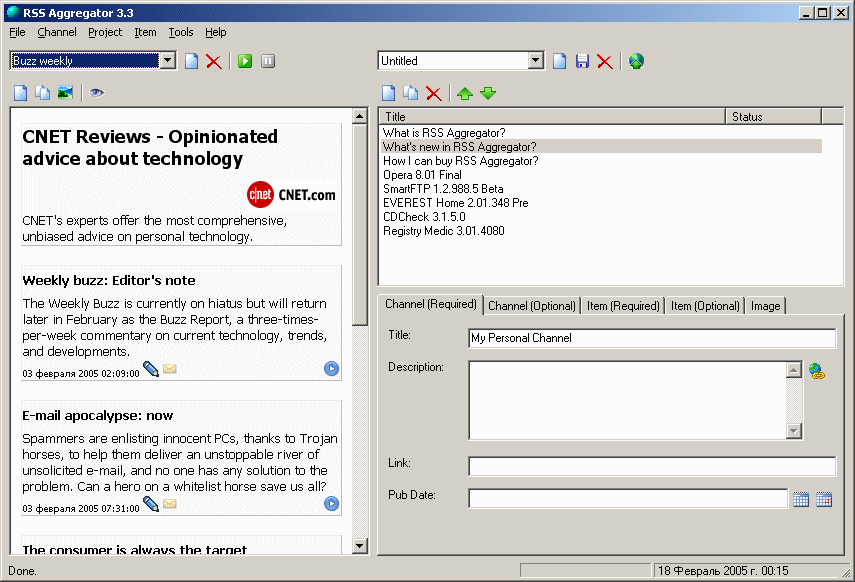 RSS Aggregator 3.3
File Channel Project Item Tools Help
Buzz weekly
Untitled
CNET Reviews - Opinionated
advice about technology
c|net CNET.com
CNET's experts offer the most comprehensive,
unbiased advice on personal technology.
Weekly buzz: Editor's note
The Weekly Buzz is currently on hiatus but will return
later in February as the Buzz Report, a three-times-
per-week commentary on current technology, trends,
and developments.
03 февраля 2005 02:09:00
E-mail apocalypse: now
Spammers are enlisting innocent PCs, thanks to Trojan
horses, to help them deliver an unstoppable river of
unsolicited e-mail, and no one has any solution to the
problem. Can a hero on a whitelist horse save us all?
03 февраля 2005 07:31:00
The consumer is always the target
Title Status
What is RSS Aggregator?
What's new in RSS Aggregator?
How I can buy RSS Aggregator?
Opera 8.01 Final
SmartFTP 1.2.988.5 Beta
EVEREST Home 2.01.348 Pre
CDCheck 3.1.5.0
Registry Medic 3.01.4080
Channel (Required) Channel (Optional) Item (Required) Item (Optional) Image
Title: My Personal Channel
Description:
Link:
Pub Date:
Done.
18 Февраль 2005 г. 00:15